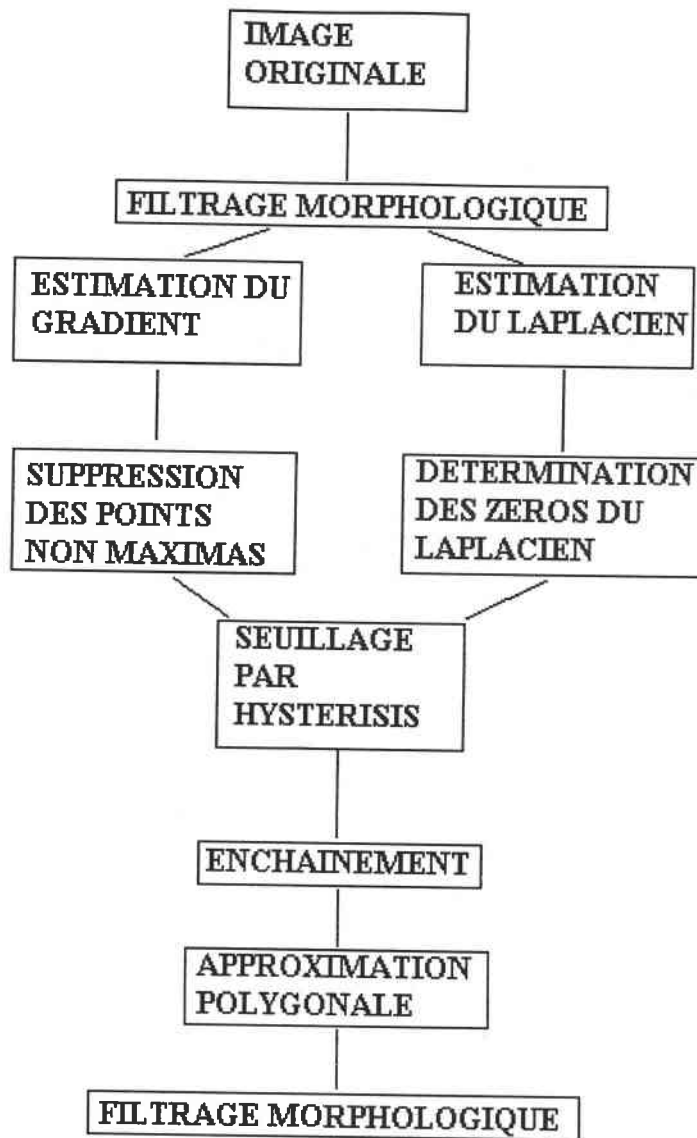 IMAGE
ORIGINALE
FILTRAGE MORPHOLOGIQUE
ESTIMATION DU
GRADIENT
ESTIMATION
DU LAPLACIEN
SUPPRESSION
DES POINTS
NON MAXIMAS
DETERMINATION
DES ZEROS DU
LAPLACIEN
SEUILLAGE
PAR
HYSTERISIS
ENCHAINEMENT
APPROXIMATION
POLYGONALE
FILTRAGE MORPHOLOGIQUE